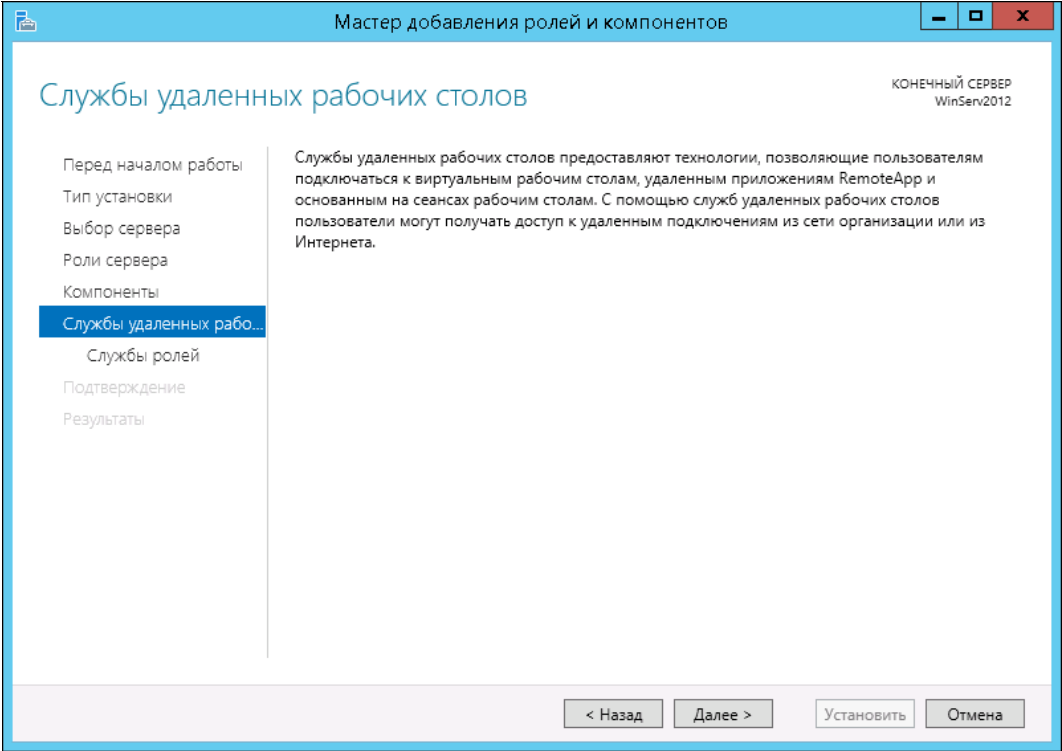 Мастер добавления ролей и компонентов
Службы удаленных рабочих столов
КОНЕЧНЫЙ СЕРВЕР
WinServ2012
Перед началом работы
Тип установки
Выбор сервера
Роли сервера
Компоненты
Службы удаленных рабо...
Службы ролей
Подтверждение
Результаты
Службы удаленных рабочих столов предоставляют технологии, позволяющие пользователям
подключаться к виртуальным рабочим столам, удаленным приложениям RemoteApp и
основанным на сеансах рабочим столам. С помощью служб удаленных рабочих столов
пользователи могут получать доступ к удаленным подключениям из сети организации или из
Интернета.
< Назад
Далее >
Установить
Отмена